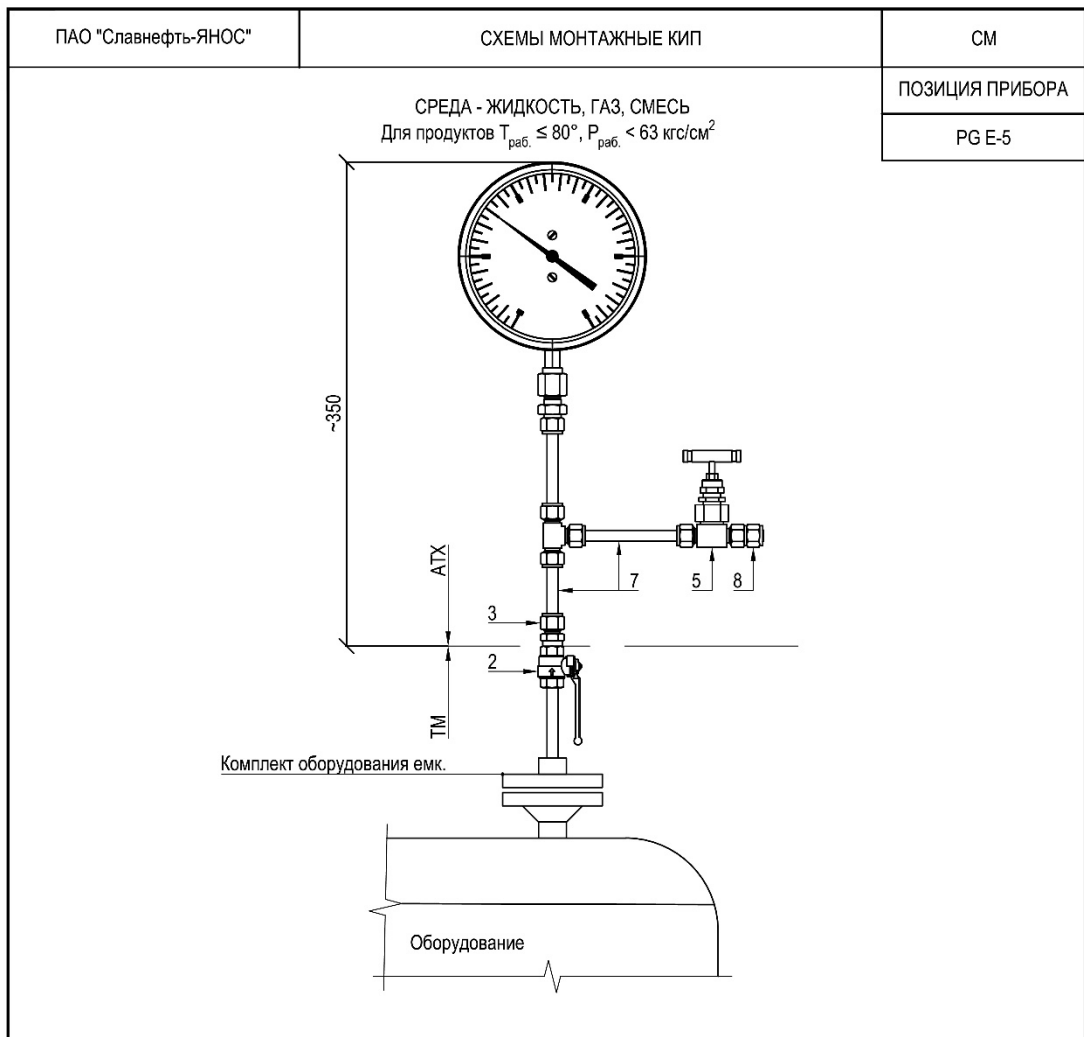 ПАО "Славнефть-ЯНОС"
СХЕМЫ МОНТАЖНЫЕ КИП
СМ
ПОЗИЦИЯ ПРИБОРА
PG E-5
СРЕДА - ЖИДКОСТЬ, ГАЗ, СМЕСЬ
Для продуктов Tраб. ≤ 80°, Pраб. < 63 кгс/см²
~350
АТХ
7
5
8
3
2
ТМ
Комплект оборудования емк.
Оборудование